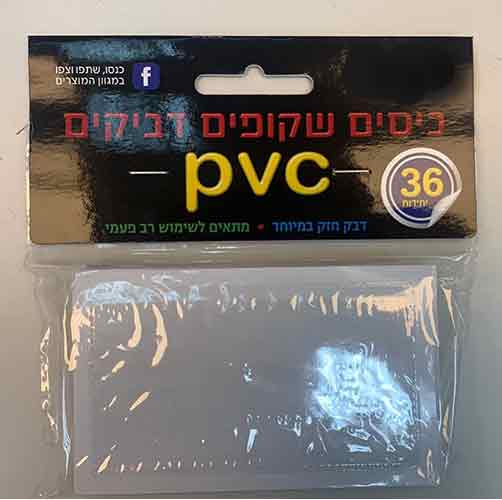 כנסו, שתפו וצפו
במגוון המוצרים
f
כיסים שקופים דביקים
pvc
36
יחידות
דבק חזק במיוחד • מתאים לשימוש רב פעמי